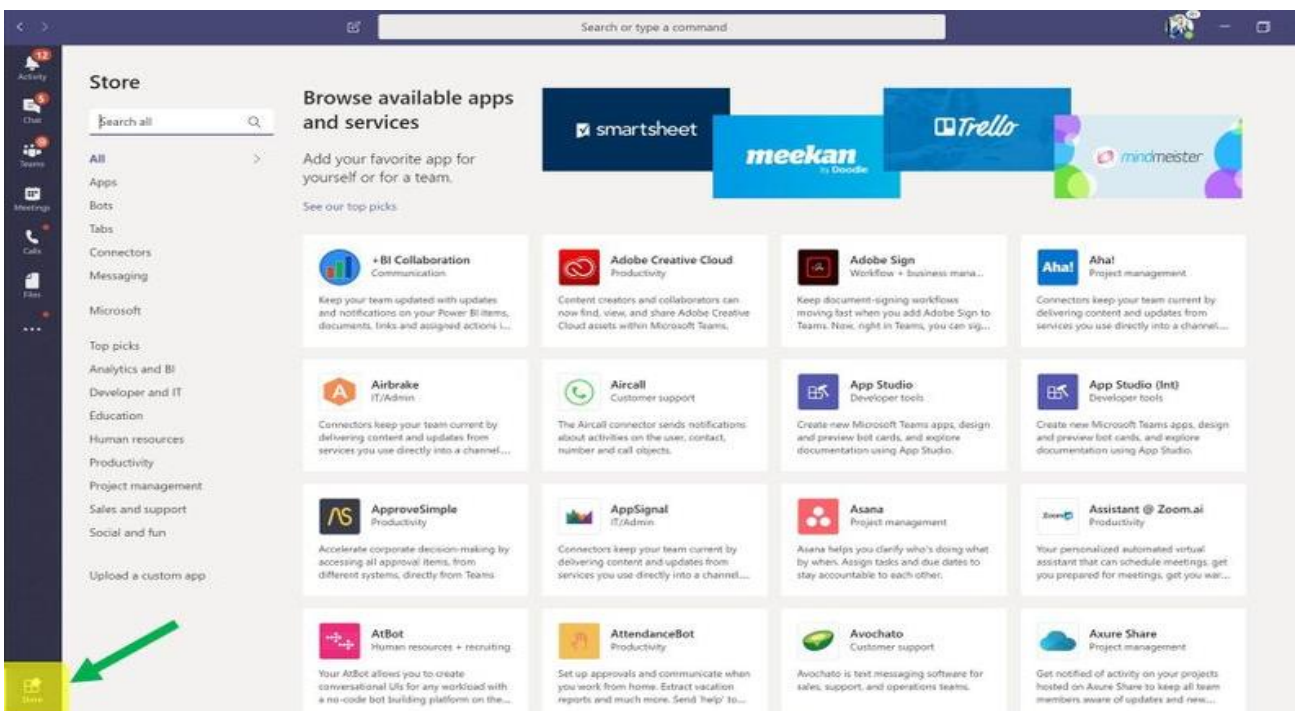 Search or type a command
12
Activity
5
Chat
Teams
Meetings
Calls
Files
Store
Store
Search all
All
Apps
Bots
Tabs
Connectors
Messaging
Microsoft
Top picks
Analytics and BI
Developer and IT
Education
Human resources
Productivity
Project management
Sales and support
Social and fun
Upload a custom app
Browse available apps
and services
Add your favorite app for
yourself or for a team.
See our top picks
smartsheet
meekan
by Doodle
Trello
mindmeister
+BI Collaboration
Communication
Keep your team updated with updates
and notifications on your Power BI items,
documents, links and assigned actions i...
Adobe Creative Cloud
Productivity
Content creators and collaborators can
now find, view, and share Adobe Creative
Cloud assets within Microsoft Teams.
Adobe Sign
Workflow + business mana...
Keep document-signing workflows
moving fast when you add Adobe Sign to
Teams. Now, right in Teams, you can sig...
Aha!
Aha!
Project management
Connectors keep your team current by
delivering content and updates from
services you use directly into a channel....
Airbrake
IT/Admin
Connectors keep your team current by
delivering content and updates from
services you use directly into a channel....
Aircall
Customer support
The Aircall connector sends notifications
about activities on the user, contact,
number and call objects.
App Studio
Developer tools
Create new Microsoft Teams apps, design
and preview bot cards, and explore
documentation using App Studio.
App Studio (Int)
Developer tools
Create new Microsoft Teams apps, design
and preview bot cards, and explore
documentation using App Studio.
ApproveSimple
Productivity
Accelerate corporate decision-making by
accessing all approval items, from
different systems, directly from Teams
AppSignal
IT/Admin
Connectors keep your team current by
delivering content and updates from
services you use directly into a channel....
Asana
Project management
Asana helps you clarify who's doing what
by when. Assign tasks and due dates to
stay accountable to each other.
Zoom
Assistant @ Zoom.ai
Productivity
Your personalized automated virtual
assistant that can schedule meetings, get
you prepared for meetings, get you war...
AtBot
Human resources + recruiting
Your AtBot allows you to create
conversational UIs for any workload with
a no-code bot building platform on the...
AttendanceBot
Productivity
Set up approvals and communicate when
you work from home. Extract vacation
reports and much more. Send 'help' to...
Avochato
Customer support
Avochato is text messaging software for
sales, support, and operations teams.
Axure Share
Project management
Get notified of activity on your projects
hosted on Axure Share to keep all team
members aware of updates and new...